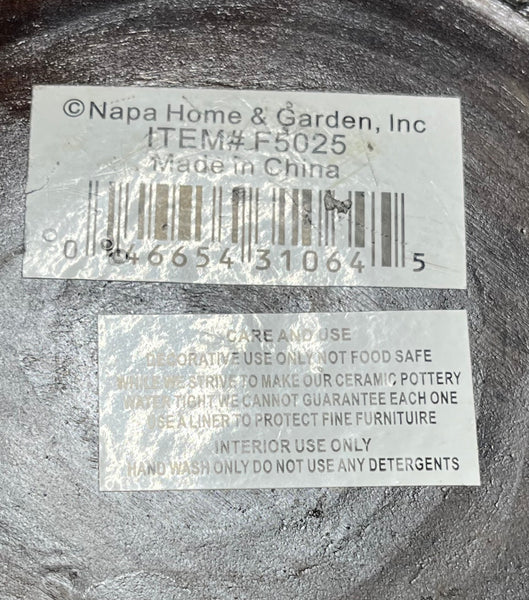 ©Napa Home & Garden, Inc
ITEM#.F5025
Made in China
0 46654 31064 5
CARE AND USE
DECORATIVE USE ONLY NOT FOOD SAFE
WHILE WE STRIVE TO MAKE OUR CERAMIC POTTERY
WATER TIGHT WE CANNOT GUARANTEE EACH ONE
USE A LINER TO PROTECT FINE FURNITUIRE
INTERIOR USE ONLY
HAND WASH ONLY DO NOT USE ANY DETERGENTS